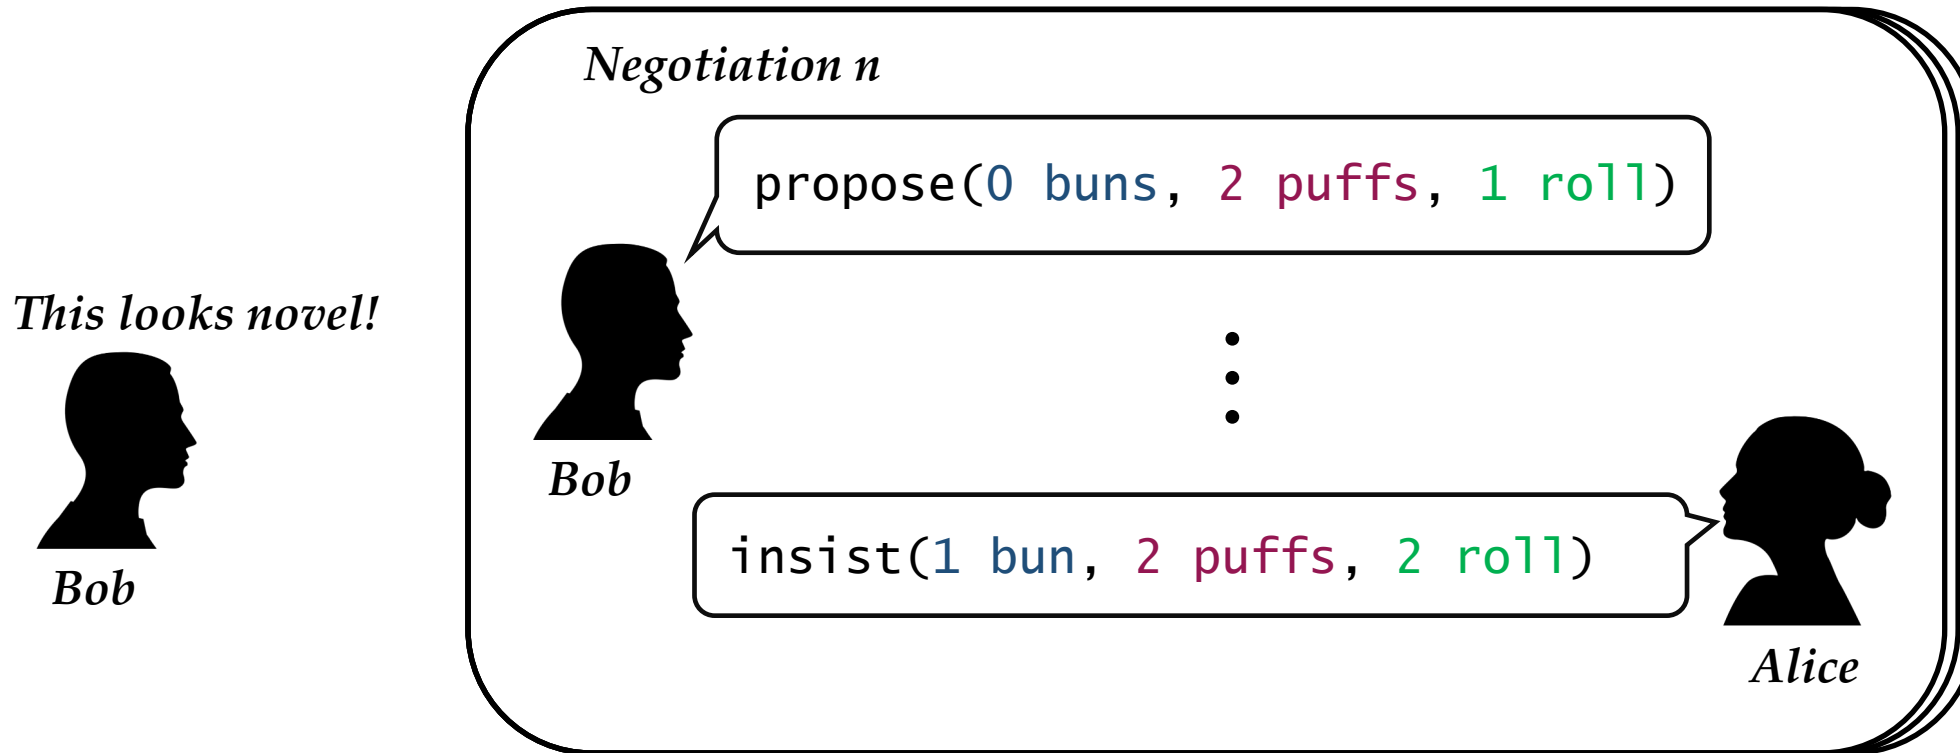 Negotiation n
propose(0 buns, 2 puffs, 1 roll)
This looks novel!
Bob
Bob
insist(1 bun, 2 puffs, 2 roll)
Alice